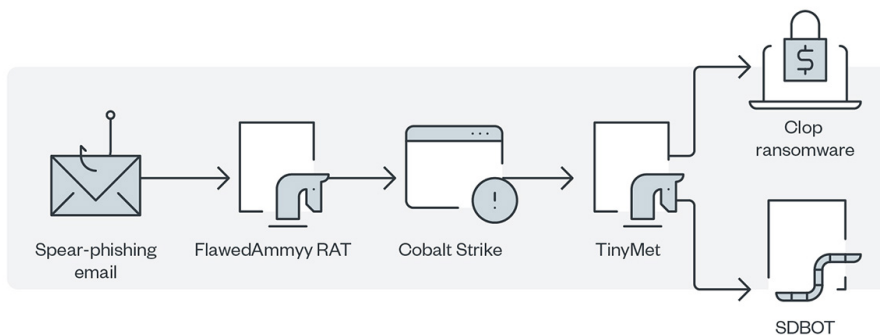 Spear-phishing
email
FlawedAmmyy RAT
Cobalt Strike
TinyMet
$
Clop
ransomware
!
SDBOT